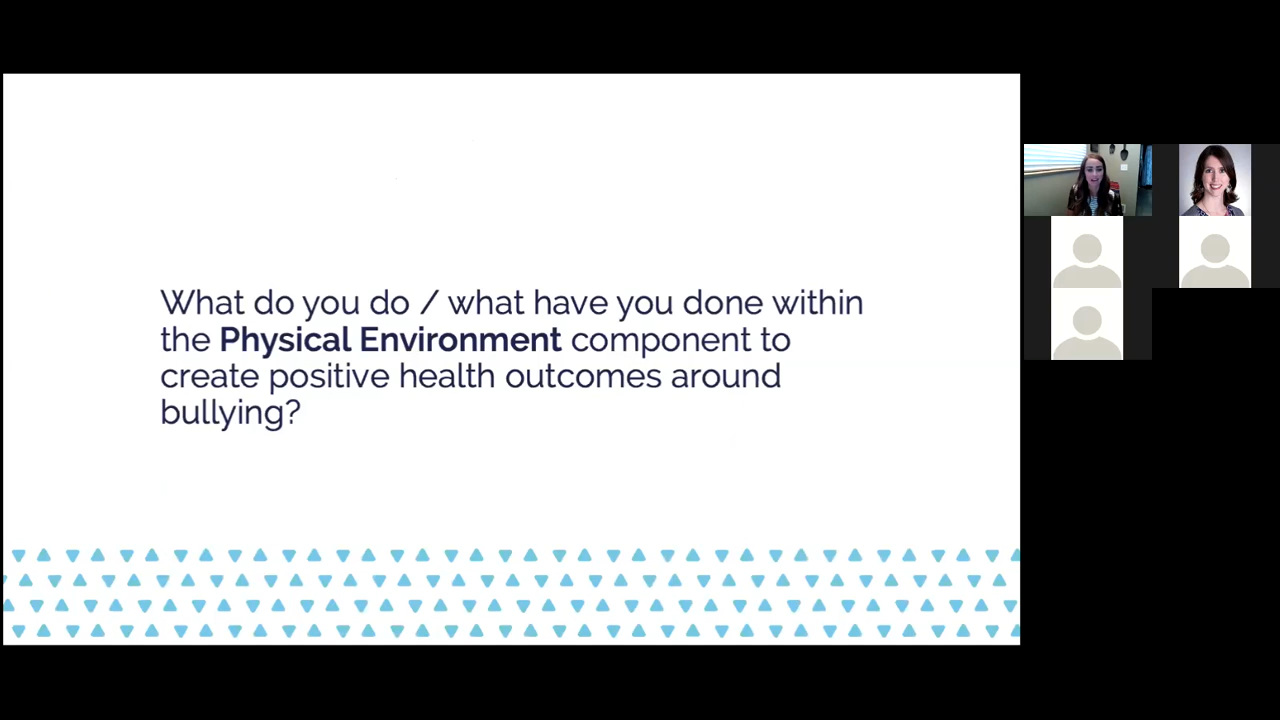 What do you do / what have you done within
the Physical Environment component to
create positive health outcomes around
bullying?